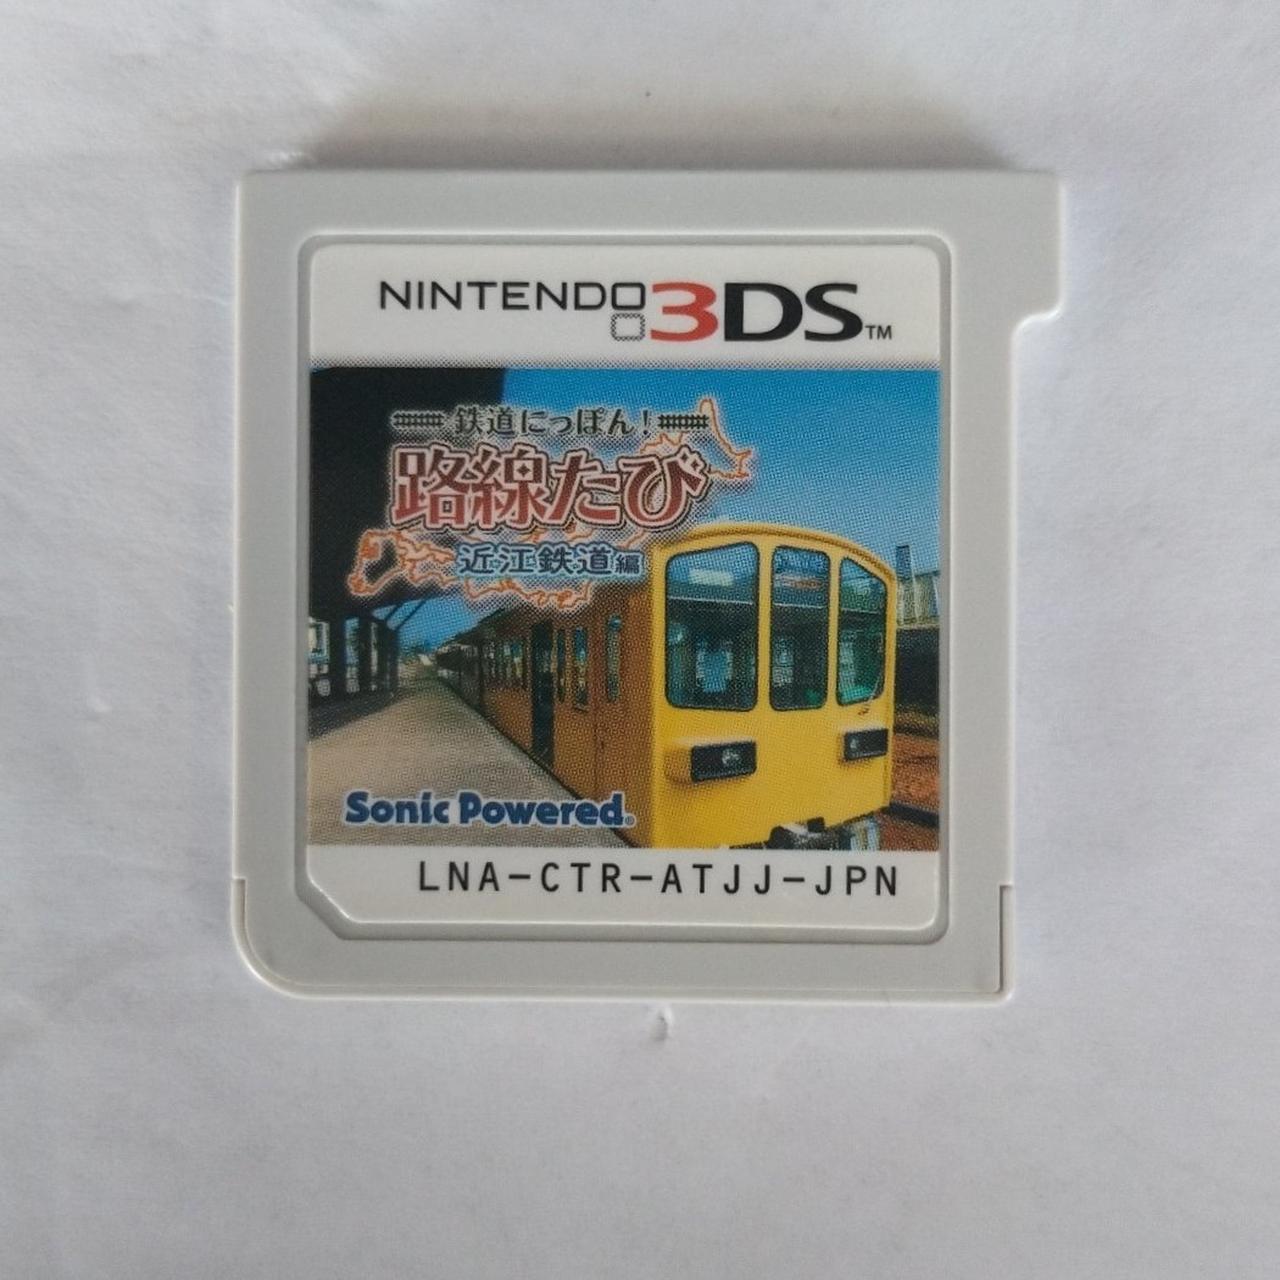 NINTENDO 3DS™
鉄道にっぽん!
路線たび
近江鉄道編
Sonic Powered®
LNA-CTR-ATJJ-JPN